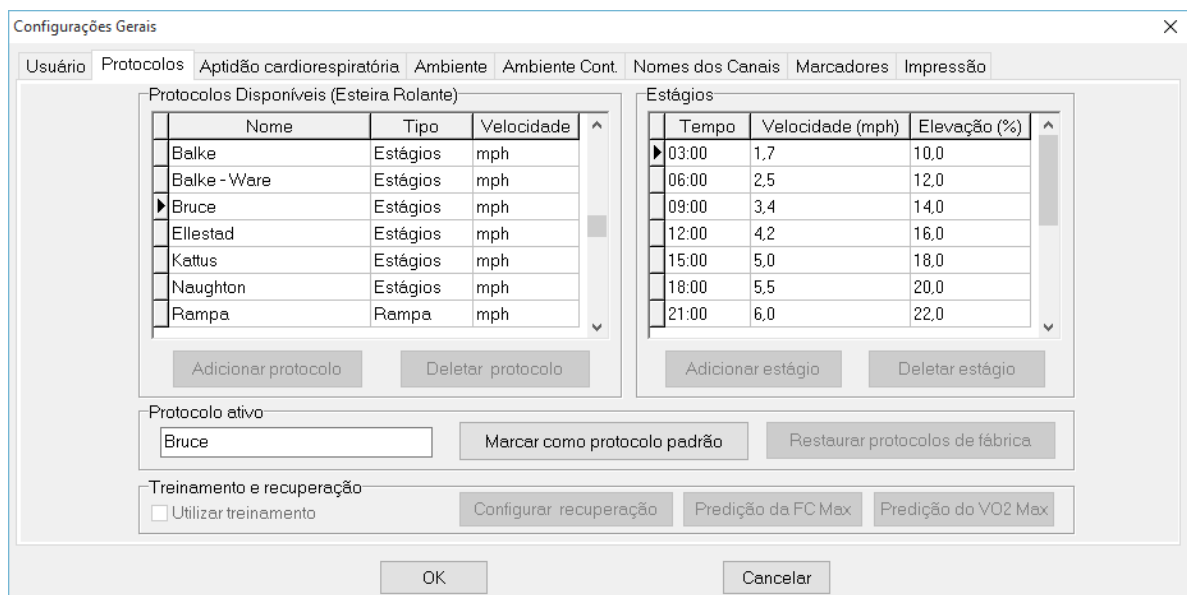 Configurações Gerais
Usuário Protocolos Aptidão cardiorespiratória Ambiente Ambiente Cont. Nomes dos Canais Marcadores Impressão
Protocolos Disponíveis (Esteira Rolante)
Nome Tipo Velocidade
Balke Estágios mph
Balke - Ware Estágios mph
Bruce Estágios mph
Ellestad Estágios mph
Kattus Estágios mph
Naughton Estágios mph
Rampa Rampa mph
Adicionar protocolo Deletar protocolo
Estágios
Tempo Velocidade (mph) Elevação (%)
03:00 1,7 10,0
06:00 2,5 12,0
09:00 3,4 14,0
12:00 4,2 16,0
15:00 5,0 18,0
18:00 5,5 20,0
21:00 6,0 22,0
Adicionar estágio Deletar estágio
Protocolo ativo
Bruce Marcar como protocolo padrão Restaurar protocolos de fábrica
Treinamento e recuperação
Utilizar treinamento Configurar recuperação Predição da FC Max Predição do VO2 Max
OK Cancelar